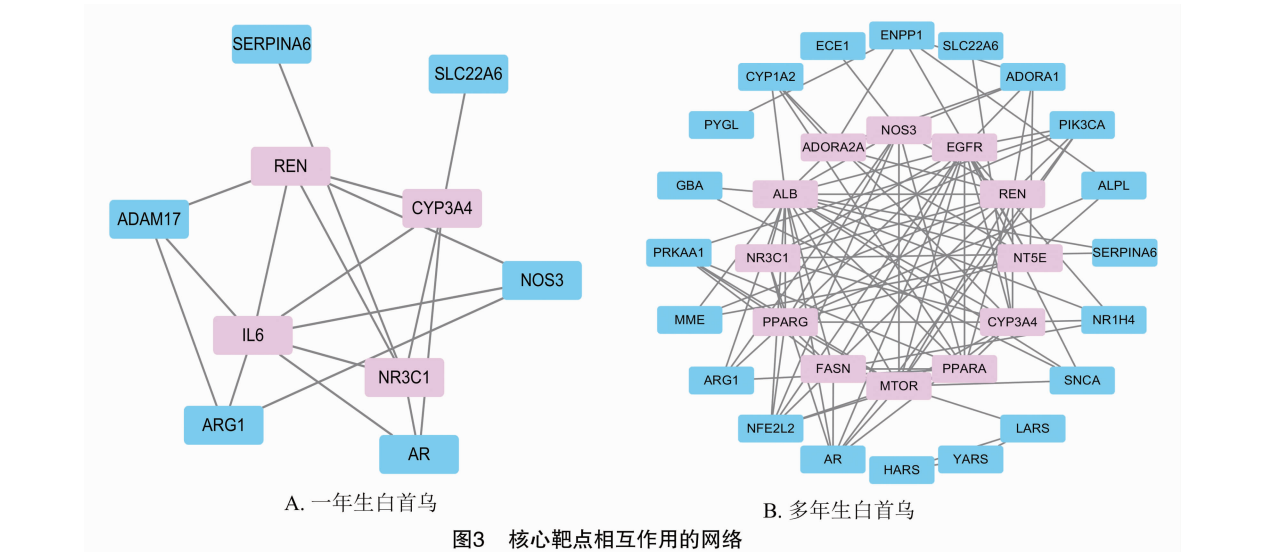 SERPINA6
SLC22A6
REN
CYP3A4
ADAM17
NOS3
IL6
NR3C1
ARG1
AR
A. 一年生白首乌
ENPP1
ECE1
SLC22A6
CYP1A2
ADORA1
PYGL
NOS3
PIK3CA
ADORA2A
EGFR
GBA
ALB
REN
ALPL
PRKAA1
NR3C1
NT5E
SERPINA6
MME
PPARG
CYP3A4
NR1H4
ARG1
FASN
MTOR
PPARA
SNCA
NFE2L2
LARS
AR
HARS
YARS
B. 多年生白首乌
图3 核心靶点相互作用的网络